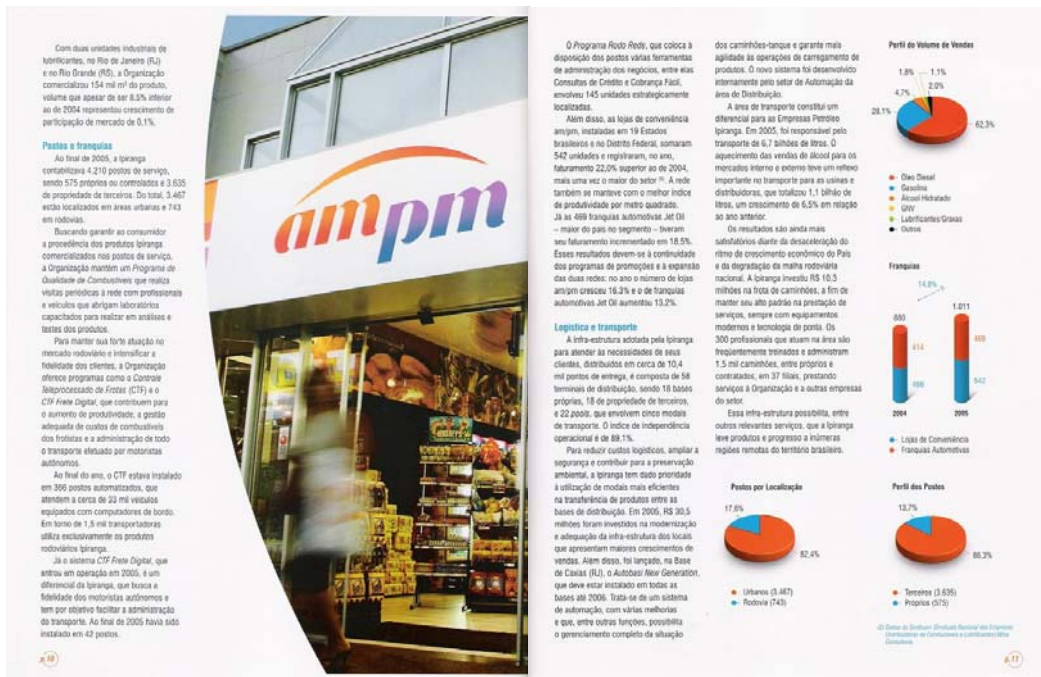 Com duas unidades industriais de
lubrificantes, no Rio de Janeiro (RJ)
e no Rio Grande (RS), a Organização
comercializou 154 mil m³ do produto,
volume que apesar de ser 8,5% inferior
ao de 2004 representou crescimento de
participação de mercado de 0,1%.
Postos e franquias
Ao final de 2005, a Ipiranga
contabilizava 4.210 postos de serviço,
sendo 575 próprios ou controlados e 3.635
de propriedade de terceiros. Do total, 3.467
estão localizados em áreas urbanas e 743
em rodovias.
Buscando garantir ao consumidor
a procedência dos produtos Ipiranga
comercializados nos postos de serviço,
a Organização mantém um Programa de
Qualidade de Combustíveis que realiza
visitas periódicas à rede com profissionais
e veículos que abrigam laboratórios
capacitados para realizar em análises e
testes dos produtos.
Para manter sua forte atuação no
mercado rodoviário e intensificar a
fidelidade dos clientes, a Organização
oferece programas como o Controle
Teleprocessado de Frotas (CTF) e o
CTF Frete Digital, que contribuem para
o aumento de produtividade, a gestão
adequada de custos de combustíveis
dos frotistas e a administração de todo
o transporte efetuado por motoristas
autônomos.
Ao final do ano, o CTF estava instalado
em 366 postos automatizados, que
atendem a cerca de 33 mil veículos
equipados com computadores de bordo.
Em torno de 1,5 mil transportadoras
utiliza exclusivamente os produtos
rodoviários Ipiranga.
Já o sistema CTF Frete Digital, que
entrou em operação em 2005, é um
diferencial da Ipiranga, que busca a
fidelidade dos motoristas autônomos e
tem por objetivo facilitar a administração
do transporte. Ao final de 2005 havia sido
instalado em 42 postos.
p.10
ampm
O Programa Rodo Rede, que coloca à
disposição dos postos várias ferramentas
de administração dos negócios, entre elas
Consultas de Crédito e Cobrança Fácil,
envolveu 145 unidades estrategicamente
localizadas.
Além disso, as lojas de conveniência
am/pm, instaladas em 19 Estados
brasileiros e no Distrito Federal, somaram
542 unidades e registraram, no ano,
faturamento 22,0% superior ao de 2004,
mais uma vez o maior do setor. A rede
também se manteve com o melhor índice
de produtividade por metro quadrado.
Já as 469 franquias automotivas Jet Oil
– maior do país no segmento – tiveram
seu faturamento incrementado em 18,5%.
Esses resultados devem-se à continuidade
dos programas de promoções e à expansão
das duas redes: no ano o número de lojas
am/pm cresceu 16,3% e o de franquias
automotivas Jet Oil aumentou 13,2%.
Logística e transporte
A infra-estrutura adotada pela Ipiranga
para atender às necessidades de seus
clientes, distribuídos em cerca de 10,4
mil pontos de entrega, é composta de 58
terminais de distribuição, sendo 18 bases
próprias, 18 de propriedade de terceiros,
e 22 pools, que envolvem cinco modais
de transporte. O índice de independência
operacional é de 89,1%.
Para reduzir custos logísticos, ampliar a
segurança e contribuir para a preservação
ambiental, a Ipiranga tem dado prioridade
à utilização de modais mais eficientes
na transferência de produtos entre as
bases de distribuição. Em 2005, R$ 30,5
milhões foram investidos na modernização
e adequação da infra-estrutura dos locais
que apresentam maiores crescimentos de
vendas. Além disso, foi lançado, na Base
de Caxias (RJ), o Autobasi New Generation,
que deve estar instalado em todas as
bases até 2006. Trata-se de um sistema
de automação, com várias melhorias
e que, entre outras funções, possibilita
o gerenciamento completo da situação
dos caminhões-tanque e garante mais
agilidade às operações de carregamento de
produtos. O novo sistema foi desenvolvido
internamente pelo setor de Automação da
área de Distribuição.
A área de transporte constitui um
diferencial para as Empresas Petróleo
Ipiranga. Em 2005, foi responsável pelo
transporte de 6,7 bilhões de litros. O
aquecimento das vendas de álcool para os
mercados interno e externo teve um reflexo
importante no transporte para as usinas e
distribuidoras, que totalizou 1,1 bilhão de
litros, um crescimento de 6,5% em relação
ao ano anterior.
Os resultados são ainda mais
satisfatórios diante da desaceleração do
ritmo de crescimento econômico do País
e da degradação da malha rodoviária
nacional. A Ipiranga investiu R$ 10,3
milhões na frota de caminhões, a fim de
manter seu alto padrão na prestação de
serviços, sempre com equipamentos
modernos e tecnologia de ponta. Os
300 profissionais que atuam na área são
freqüentemente treinados e administram
1,5 mil caminhões, entre próprios e
contratados, em 37 filiais, prestando
serviços à Organização e a outras empresas
do setor.
Essa infra-estrutura possibilita, entre
outros relevantes serviços, que a Ipiranga
leve produtos e progresso a inúmeras
regiões remotas do território brasileiro.
Perfil do Volume de Vendas
1,8%
1,1%
4,7%
2,0%
28,1%
62,3%
Óleo Diesel
Gasolina
Álcool Hidratado
GNV
Lubrificantes/Graxas
Outros
Franquias
14,8%
880
1.011
414
469
466
542
2004
2005
Lojas de Conveniência
Franquias Automotivas
Postos por Localização
17,6%
82,4%
Urbanos (3.467)
Rodovia (743)
Perfil dos Postos
13,7%
86,3%
Terceiros (3.635)
Próprios (575)
p.11